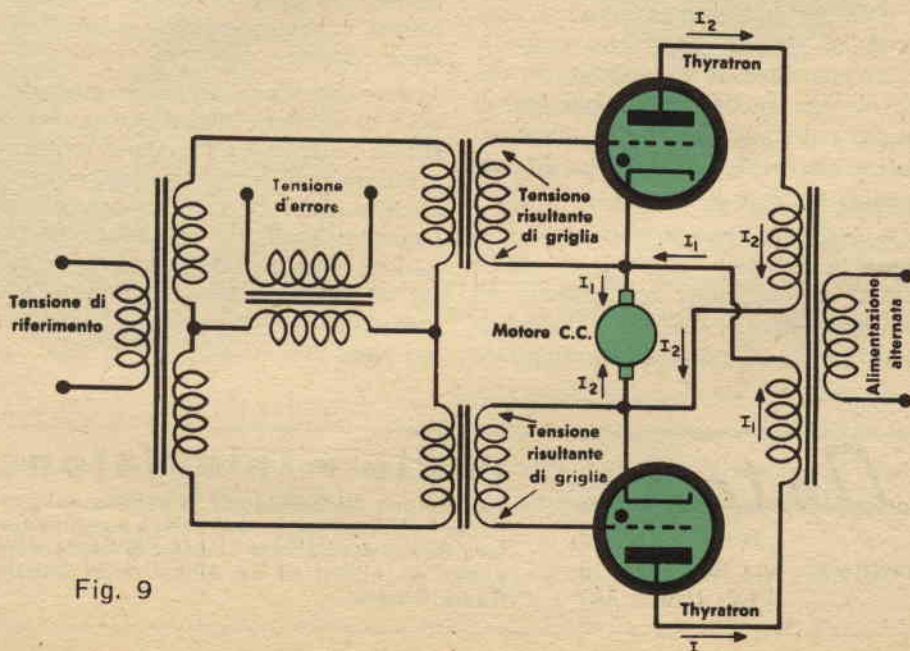 I₂
Thyratron
Tensione
d'errore
Tensione
risultante
di griglia
I₂
I₁
Tensione di
riferimento
I₁
Motore C.C.
I₂
I₂
Alimentazione
alternata
I₁
Tensione
risultante
di griglia
Fig. 9
Thyratron
I